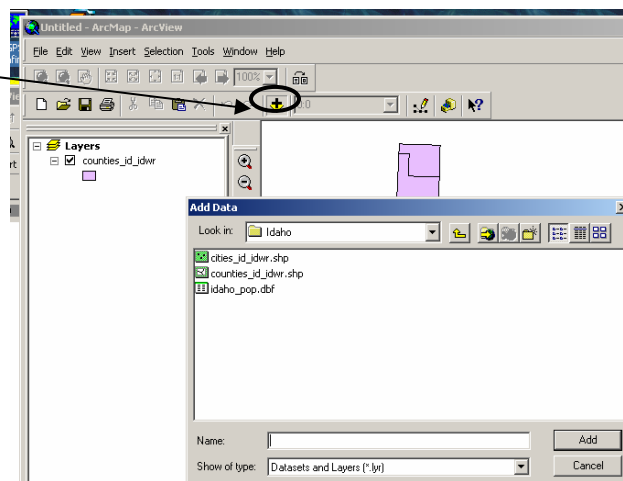 Untitled - ArcMap - ArcView
File Edit View Insert Selection Tools Window Help
100%
Layers
counties_id_idwr
Add Data
Look in: Idaho
cities_id_idwr.shp
counties_id_idwr.shp
idaho_pop.dbf
Name: Add
Show of type: Datasets and Layers (*.lyr) Cancel